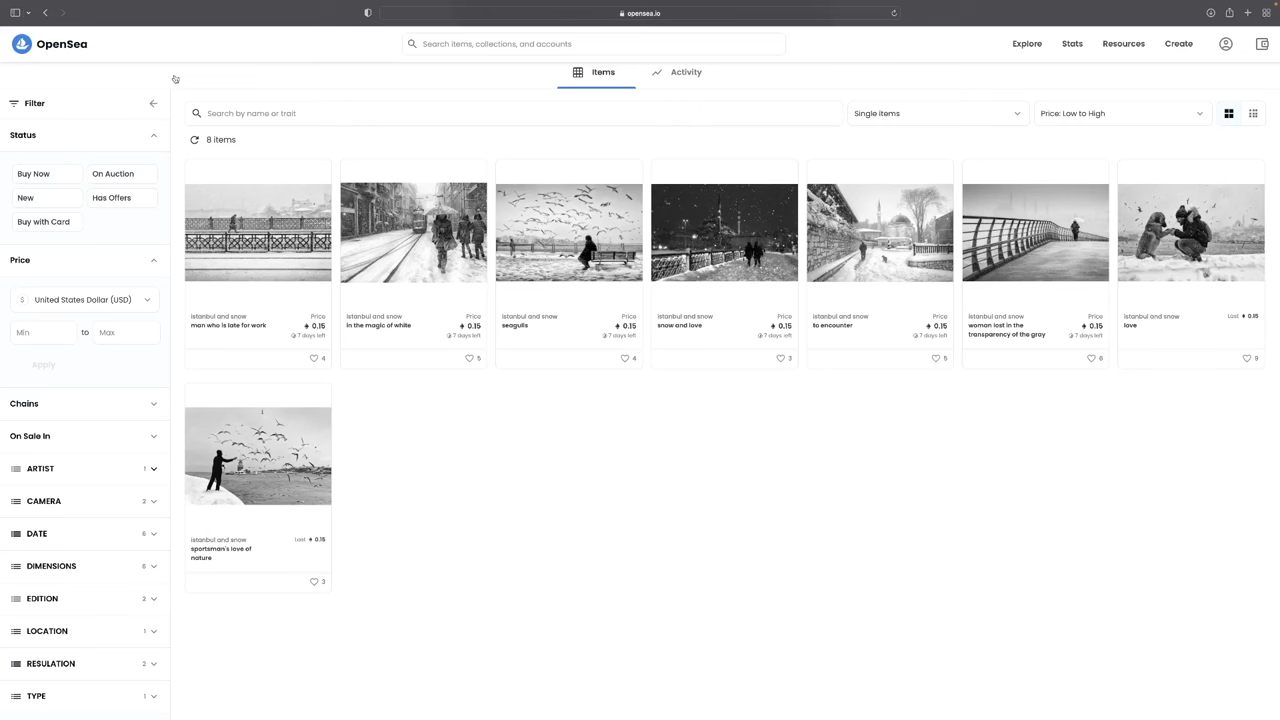 opensea.io
OpenSea
Search items, collections, and accounts
Explore
Stats
Resources
Create
Items
Activity
Filter
Search by name or trait
Single items
Price: Low to High
8 items
Status
Buy Now
On Auction
New
Has Offers
Buy with Card
Price
$ United States Dollar (USD)
Min to Max
Apply
Chains
On Sale In
ARTIST 1
CAMERA 2
DATE 6
DIMENSIONS 6
EDITION 2
LOCATION 1
RESULATION 2
TYPE 1
istanbul and snow Price
man who is late for work 0.15
7 days left
4
istanbul and snow Price
in the magic of white 0.15
7 days left
5
istanbul and snow Price
seagulls 0.15
7 days left
4
istanbul and snow Price
snow and love 0.15
7 days left
3
istanbul and snow Price
to encounter 0.15
7 days left
5
istanbul and snow Price
woman lost in the 0.15
transparency of the gray 7 days left
6
istanbul and snow Last 0.15
love
9
istanbul and snow Last 0.15
sportsman's love of
nature
3